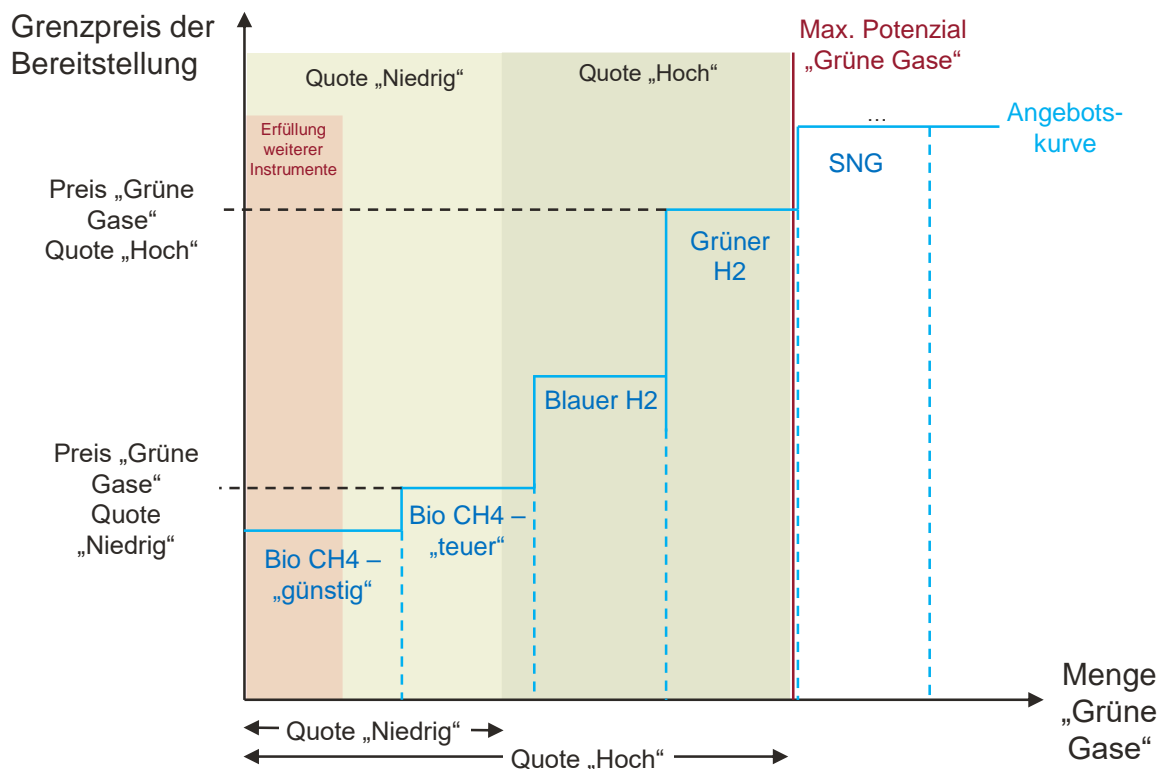 Grenzpreis der
Bereitstellung
Max. Potenzial
„Grüne Gase“
Quote „Niedrig“
Quote „Hoch“
Erfüllung
weiterer
Instrumente
...
Angebots-
kurve
SNG
Preis „Grüne
Gase“
Quote „Hoch“
Grüner
H2
Blauer H2
Preis „Grüne
Gase“
Quote
„Niedrig“
Bio CH4 –
„teuer“
Bio CH4 –
„günstig“
Menge
„Grüne
Gase“
Quote „Niedrig“
Quote „Hoch“